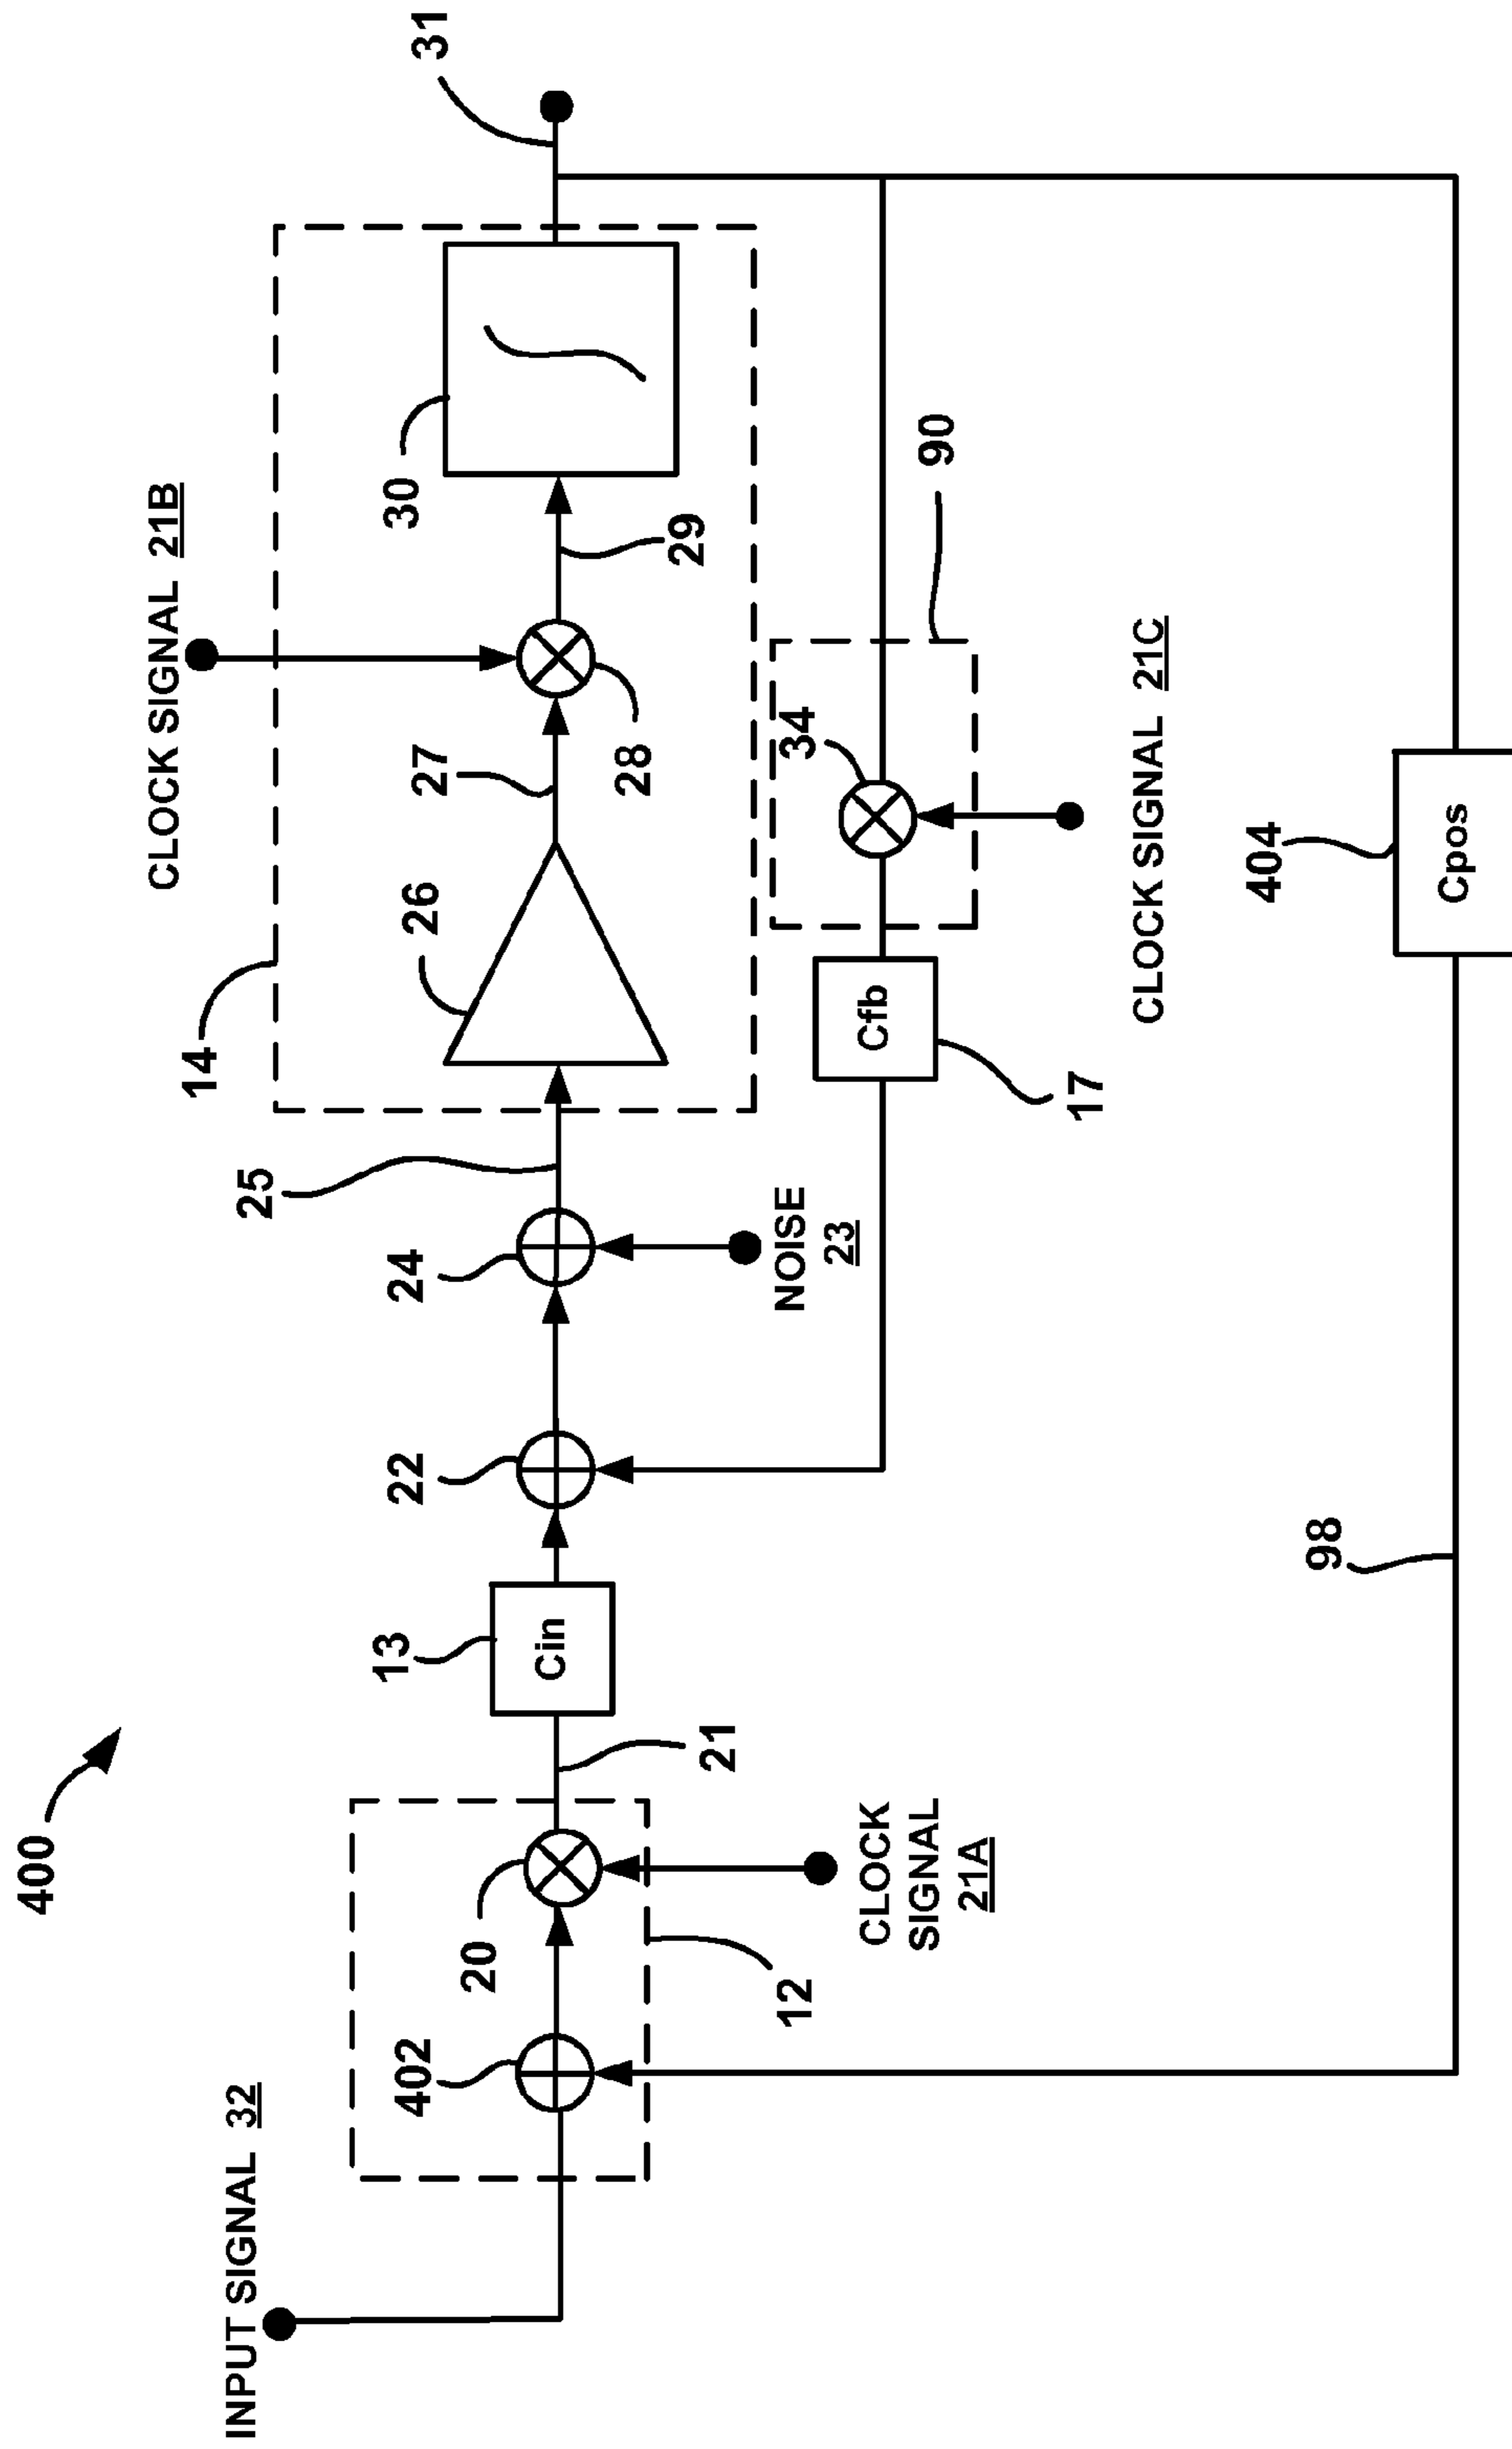 400
INPUT SIGNAL 32
402
20
12
CLOCK
SIGNAL
21A
21
13
Cin
22
24
NOISE
23
25
14
26
27
CLOCK SIGNAL 21B
28
29
30
31
Cfb
17
34
90
CLOCK SIGNAL 21C
98
404
Cpos